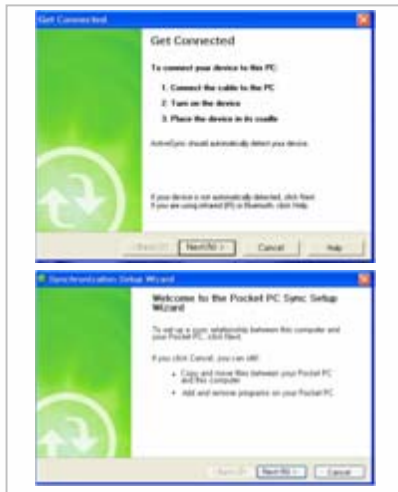 Get Connected
Get Connected
To connect your device to this PC:
1. Connect the cable to the PC
2. Turn on the device
3. Place the device in its cradle
ActiveSync should automatically detect your device.
If your device is not automatically detected, click Next.
If you are using infrared (IR) or Bluetooth, click Help.
Next(N) >
Cancel
Help
Synchronization Setup Wizard
Welcome to the Pocket PC Sync Setup
Wizard
To set up a sync relationship between this computer and
your Pocket PC, click Next.
If you click Cancel, you can still:
• Copy and move files between your Pocket PC
and this computer
• Add and remove programs on your Pocket PC
Next(N) >
Cancel